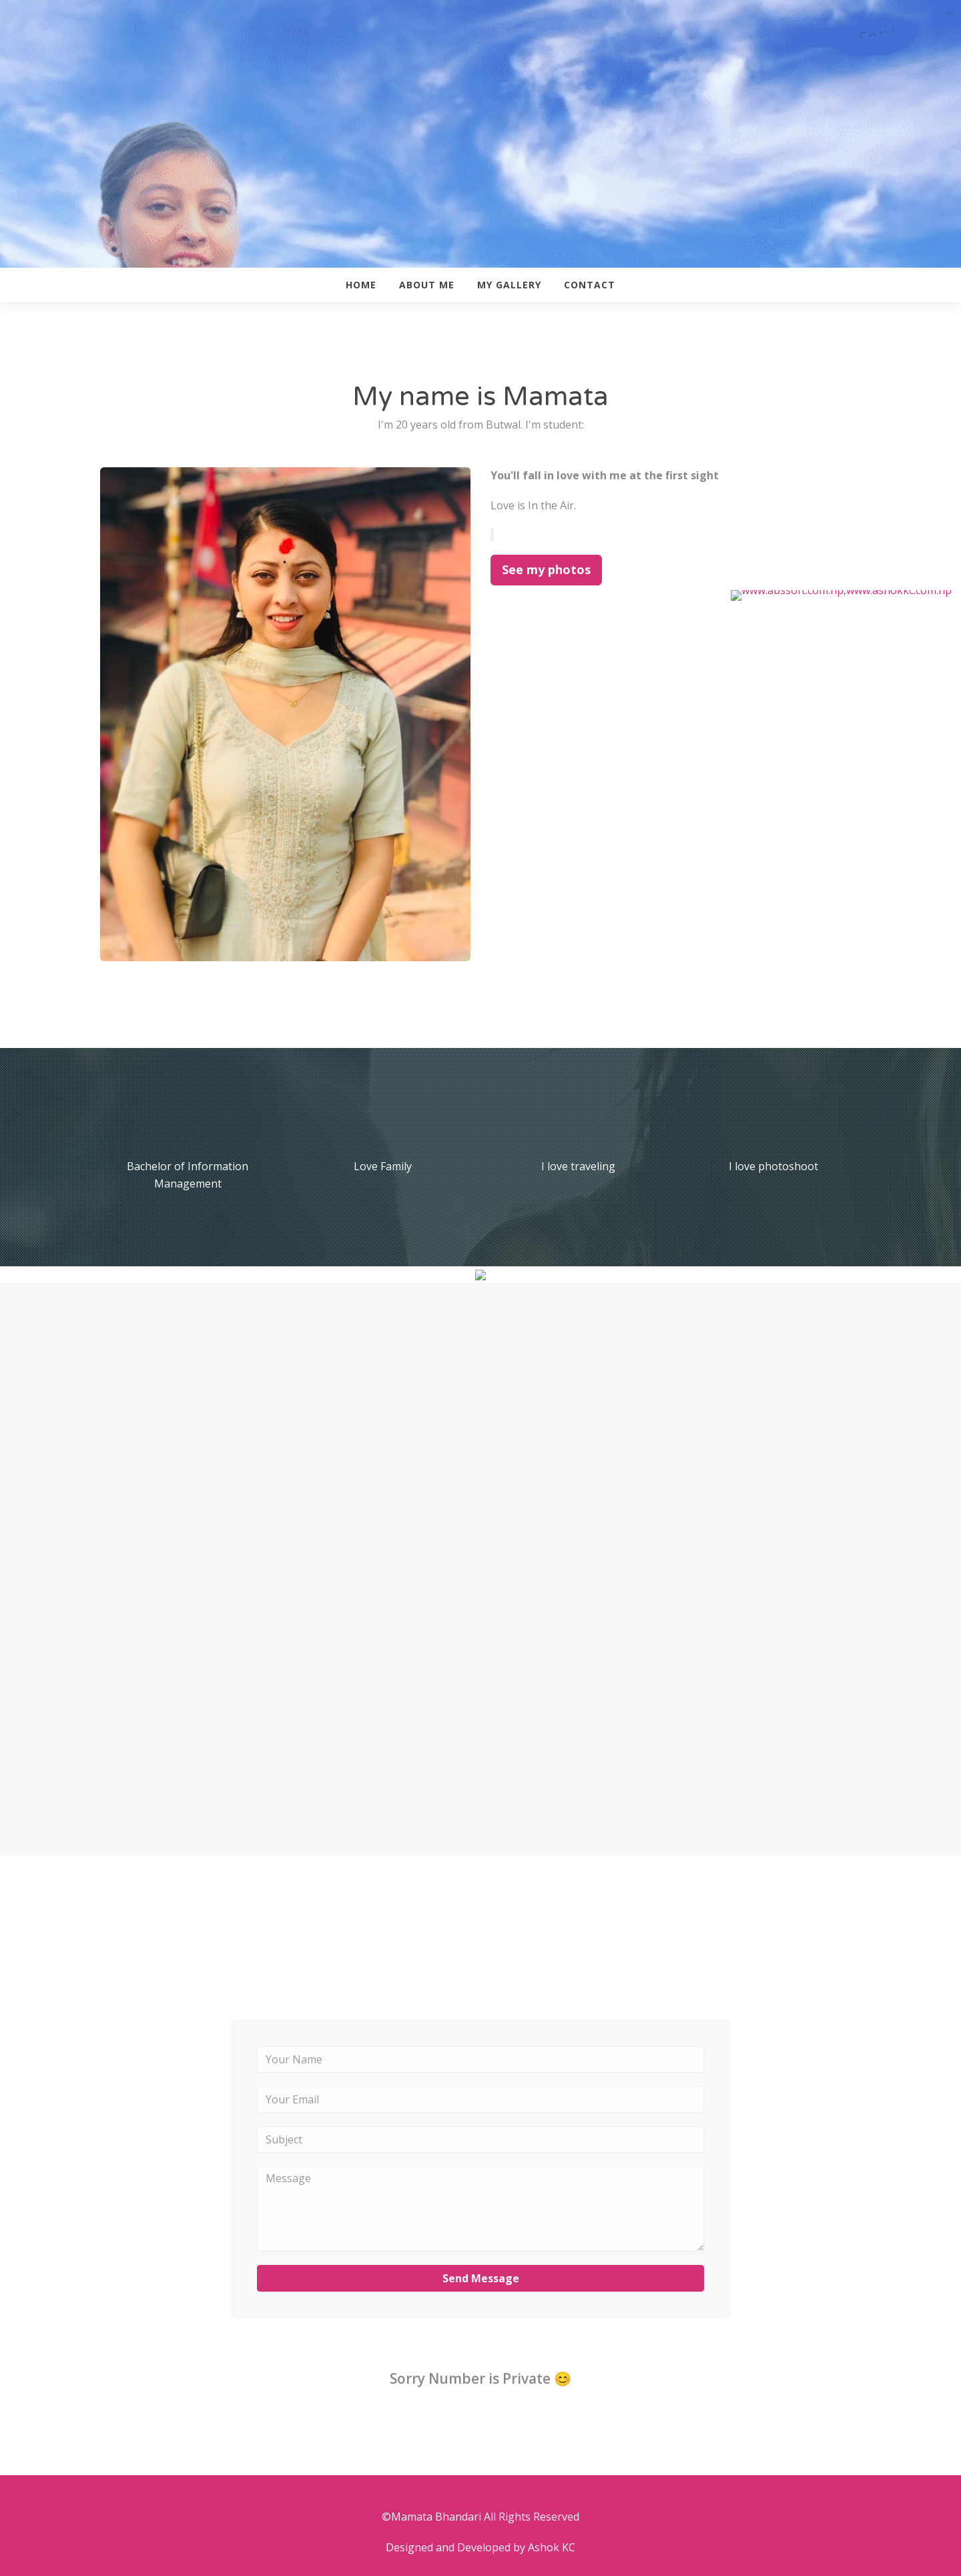 HOME ABOUT ME MY GALLERY CONTACT
My name is Mamata
I'm 20 years old from Butwal. I'm student:
You'll fall in love with me at the first sight
Love is In the Air.
See my photos
www.abssoft.com.np,www.ashokkc.com.np
Bachelor of Information
Management
Love Family
I love traveling
I love photoshoot
Your Name
Your Email
Subject
Message
Send Message
Sorry Number is Private 😊
©Mamata Bhandari All Rights Reserved
Designed and Developed by Ashok KC